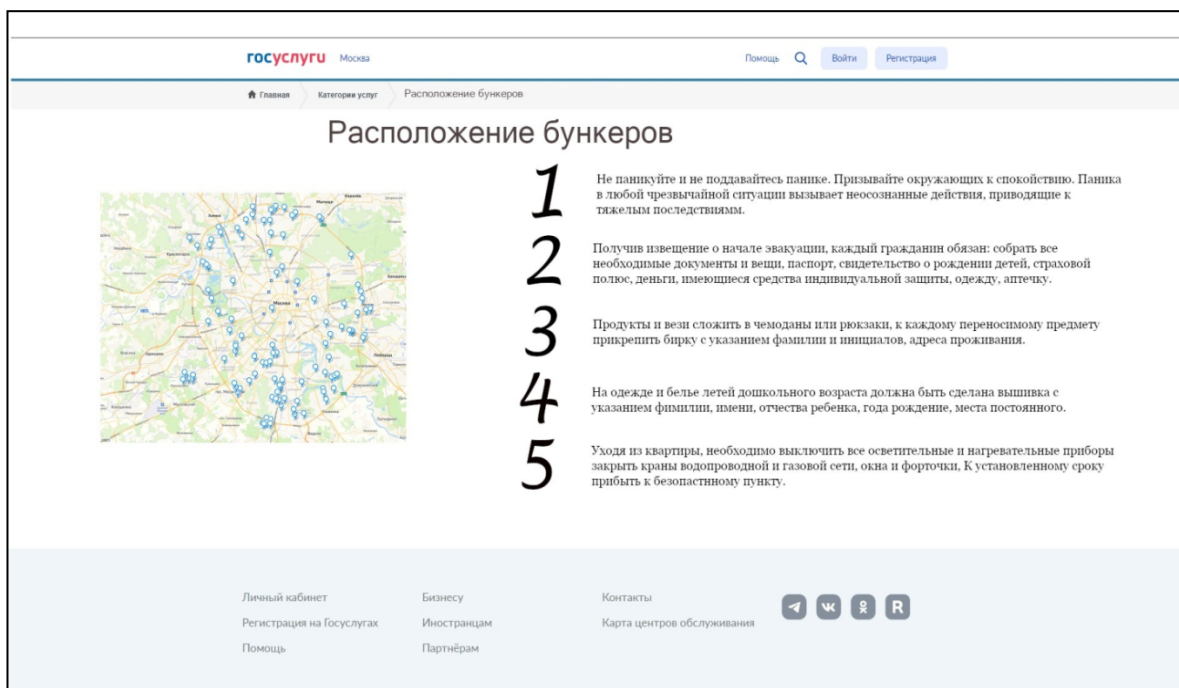 госуслуги Москва Помощь Войти Регистрация
Главная Категории услуг Расположение бункеров
Расположение бункеров
1
Не паникуйте и не поддавайтесь панике. Призывайте окружающих к спокойствию. Паника
в любой чрезвычайной ситуации вызывает неосознанные действия, приводящие к
тяжелым последствиямм.
2
Получив извещение о начале эвакуации, каждый гражданин обязан: собрать все
необходимые документы и вещи, паспорт, свидетельство о рождении детей, страховой
полюс, деньги, имеющиеся средства индивидуальной защиты, одежду, аптечку.
3
Продукты и вези сложить в чемоданы или рюкзаки, к каждому переносимому предмету
прикрепить бирку с указанием фамилии и инициалов, адреса проживания.
4
На одежде и белье летей дошкольного возраста должна быть сделана вышивка с
указанием фимилии, имени, отчества ребенка, года рождение, места постоянного.
5
Уходя из квартиры, необходимо выключить все осветительные и нагревательные приборы
закрыть краны водопроводной и газовой сети, окна и форточки, К установленному сроку
прибыть к безопастнному пункту.
Москва
Личный кабинет Бизнесу Контакты
Регистрация на Госуслугах Иностранцам Карта центров обслуживания
Помощь Партнёрам